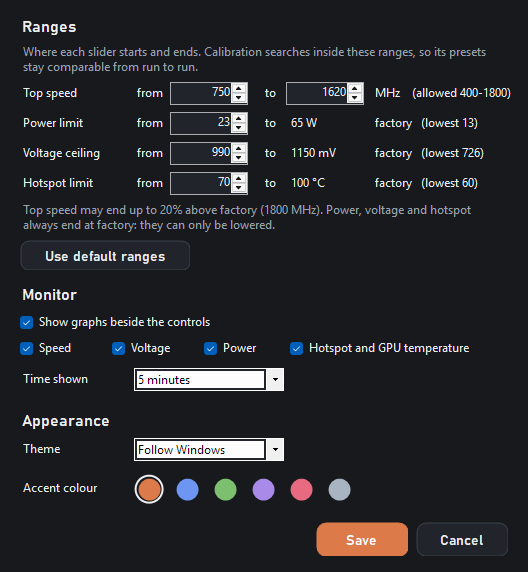 Ranges
Where each slider starts and ends. Calibration searches inside these ranges, so its presets
stay comparable from run to run.
Top speed from 750 to 1620 MHz (allowed 400-1800)
Power limit from 23 to 65 W factory (lowest 13)
Voltage ceiling from 990 to 1150 mV factory (lowest 726)
Hotspot limit from 70 to 100 °C factory (lowest 60)
Top speed may end up to 20% above factory (1800 MHz). Power, voltage and hotspot
always end at factory: they can only be lowered.
Use default ranges
Monitor
Show graphs beside the controls
Speed Voltage Power Hotspot and GPU temperature
Time shown 5 minutes
Appearance
Theme Follow Windows
Accent colour
Save Cancel